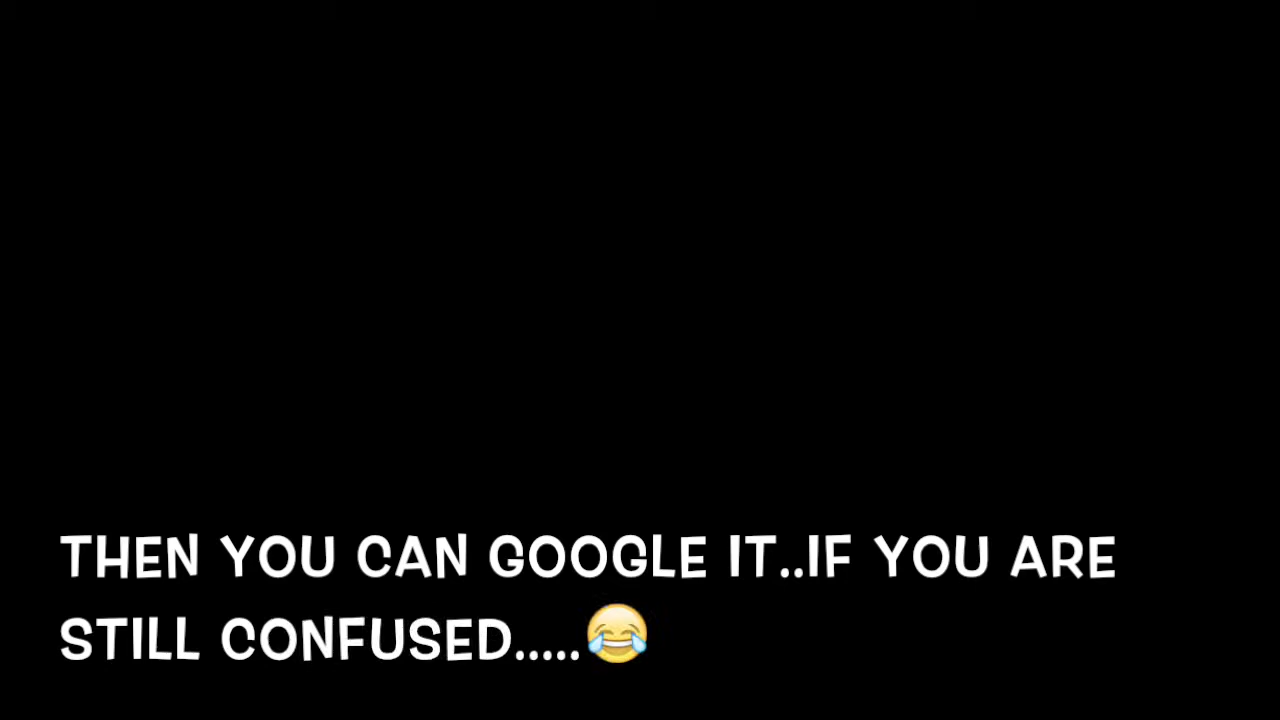 THEN YOU CAN GOOGLE IT..IF YOU ARE
STILL CONFUSED.....😂